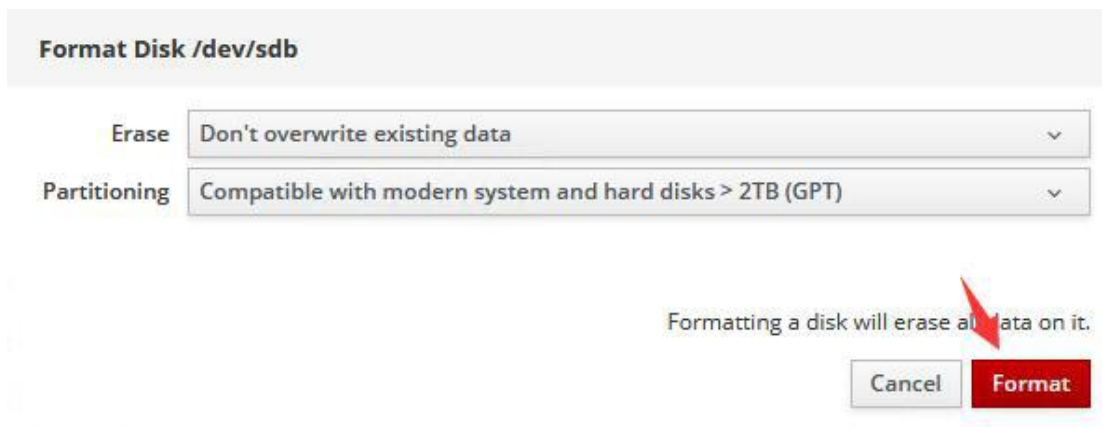 Format Disk /dev/sdb
Erase Don't overwrite existing data
Partitioning Compatible with modern system and hard disks > 2TB (GPT)
Formatting a disk will erase all data on it.
Cancel Format